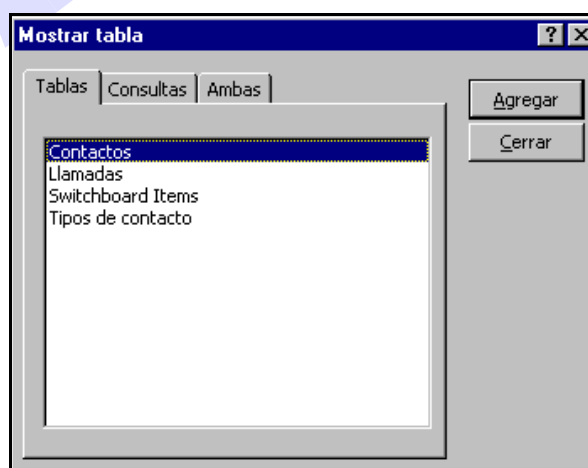 Mostrar tabla
Tablas Consultas Ambas
Agregar
Cerrar
Contactos
Llamadas
Switchboard Items
Tipos de contacto